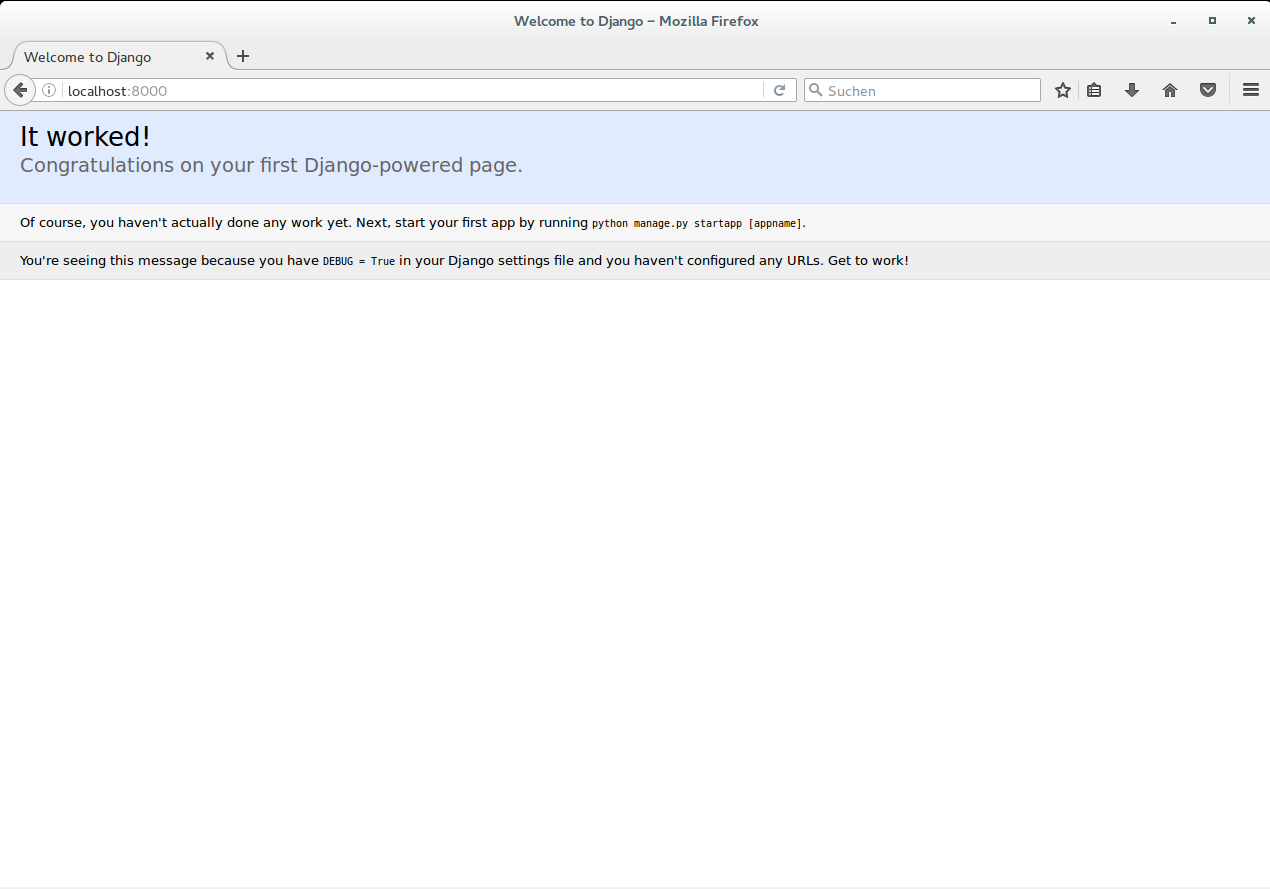 Welcome to Django – Mozilla Firefox
Welcome to Django
localhost:8000
Suchen
It worked!
Congratulations on your first Django-powered page.
Of course, you haven't actually done any work yet. Next, start your first app by running python manage.py startapp [appname].
You're seeing this message because you have DEBUG = True in your Django settings file and you haven't configured any URLs. Get to work!